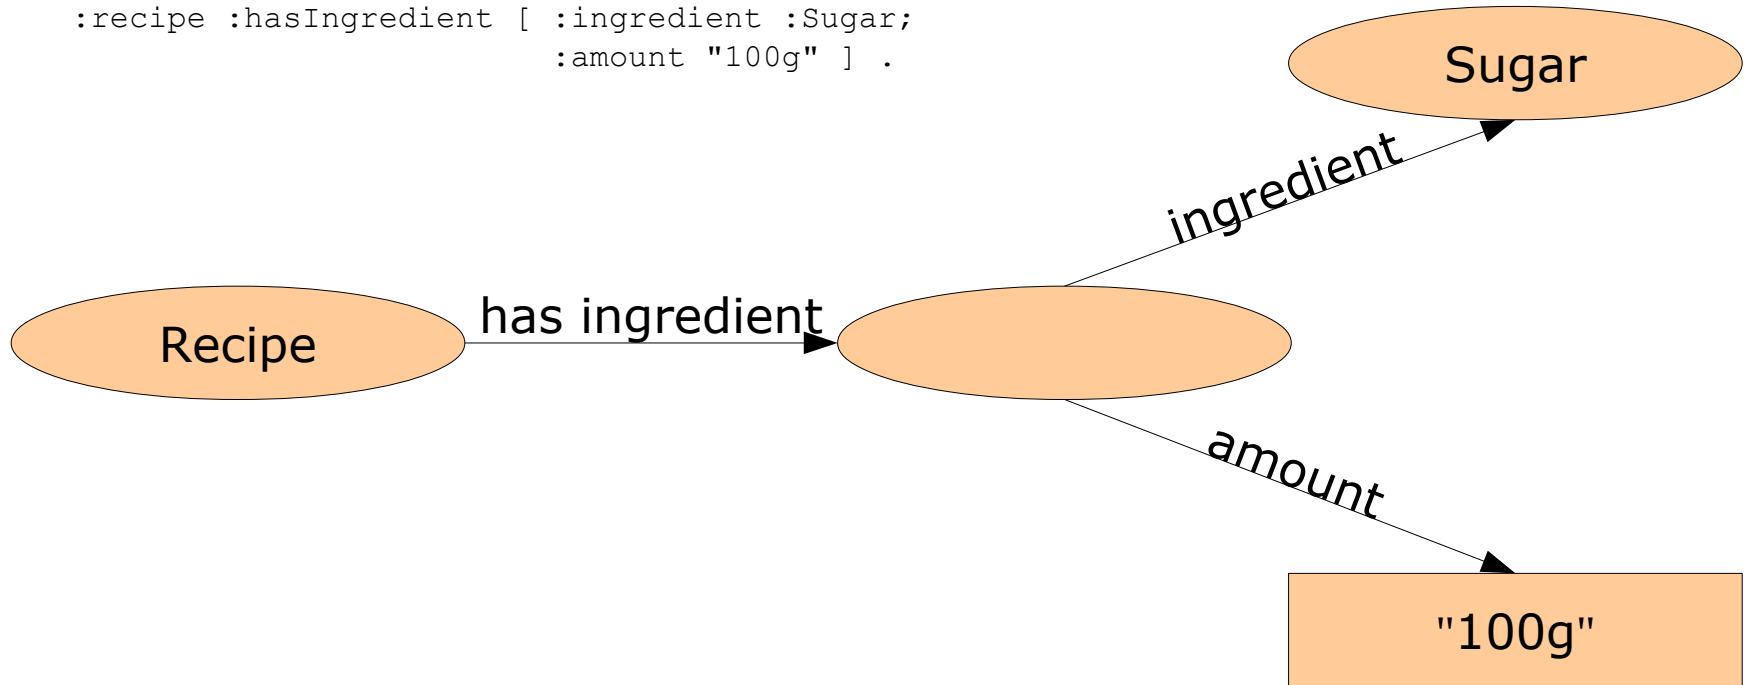 :recipe :hasIngredient [ :ingredient :Sugar;
:amount "100g" ] .
Sugar
ingredient
has ingredient
Recipe
amount
"100g"